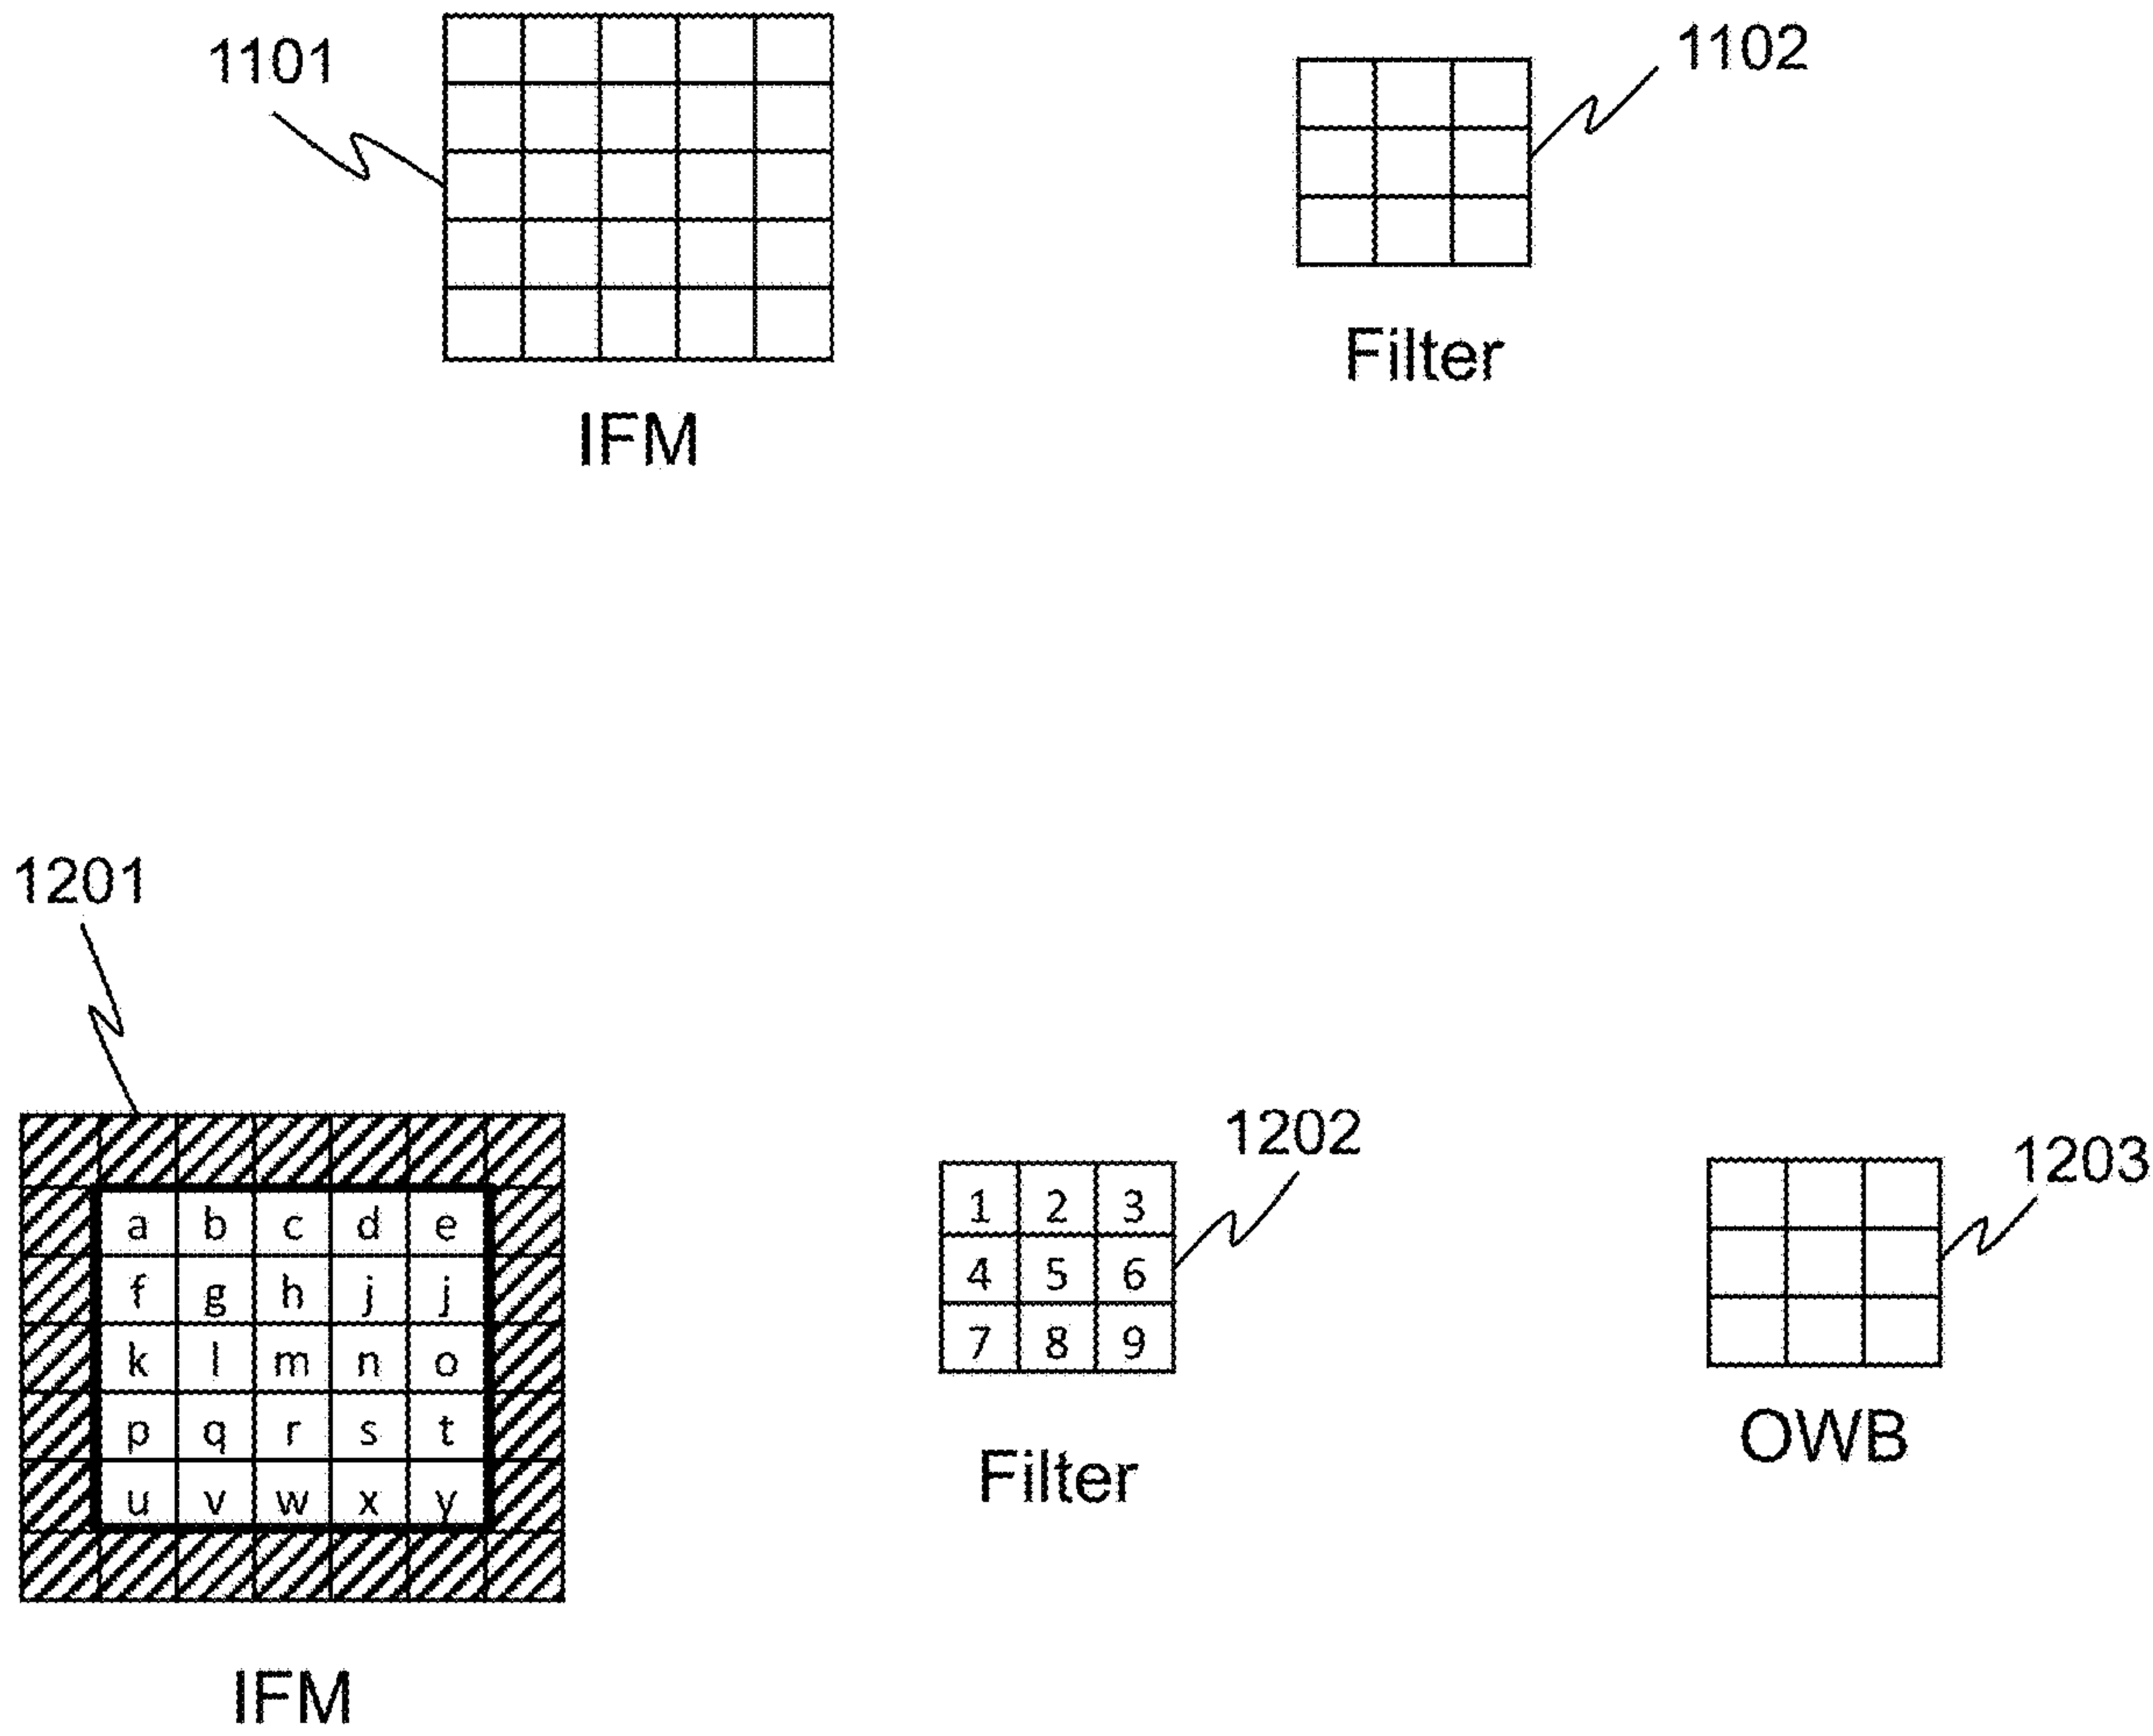 1101
1102
IFM
Filter
1201
1202
1203
a b c d e
f g h j j
k l m n o
p q r s t
u v w x y
1 2 3
4 5 6
7 8 9
IFM
Filter
OWB